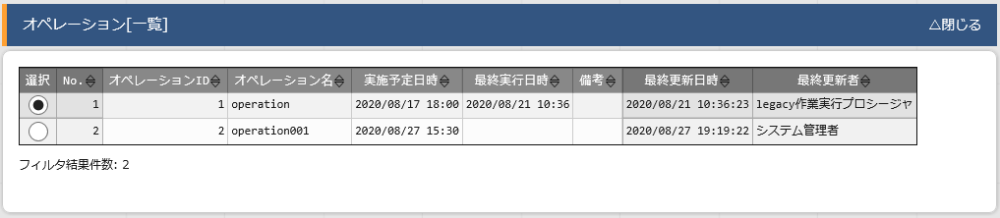 オペレーション[一覧] △閉じる
選択 No. オペレーションID オペレーション名 実施予定日時 最終実行日時 備考 最終更新日時 最終更新者
1 1 operation 2020/08/17 18:00 2020/08/21 10:36 2020/08/21 10:36:23 legacy作業実行プロシージャ
2 2 operation001 2020/08/27 15:30 2020/08/27 19:19:22 システム管理者
フィルタ結果件数: 2